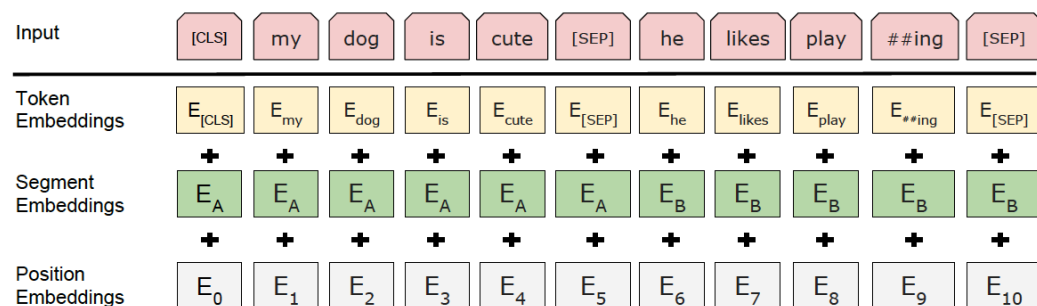 Input [CLS] my dog is cute [SEP] he likes play ##ing [SEP]
Token
Embeddings E[CLS] Emy Edog Eis Ecute E[SEP] Ehe Elikes Eplay E##ing E[SEP]
+ + + + + + + + + + +
Segment
Embeddings EA EA EA EA EA EA EB EB EB EB EB
+ + + + + + + + + + +
Position
Embeddings E0 E1 E2 E3 E4 E5 E6 E7 E8 E9 E10